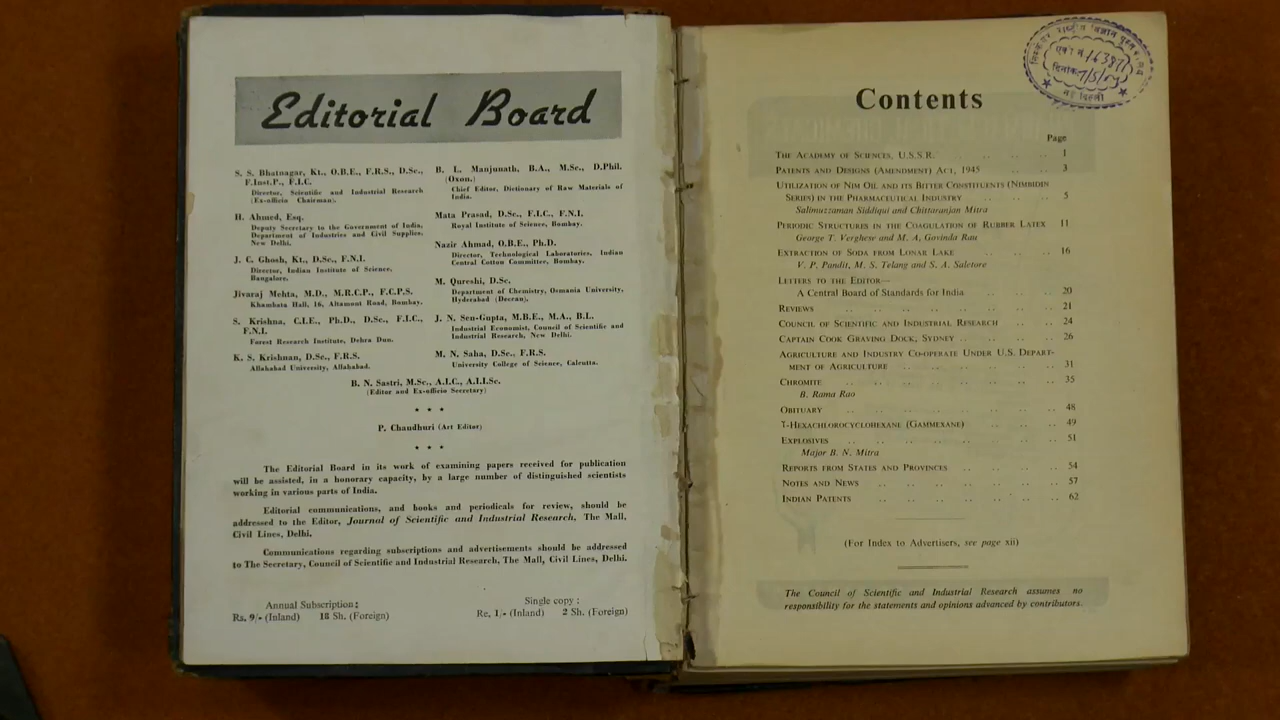 Editorial Board
S. S. Bhatnagar, Kt., O.B.E., F.R.S., D.Sc.,
F.Inst.P., F.I.C.
Director, Scientific and Industrial Research
(Ex-officio Chairman).
H. Ahmed, Esq.
Deputy Secretary to the Government of India,
Department of Industries and Civil Supplies,
New Delhi.
J. C. Ghosh, Kt., D.Sc., F.N.I.
Director, Indian Institute of Science,
Bangalore.
Jivaraj Mehta, M.D., M.R.C.P., F.C.P.S.
Khambata Hall, 16, Altamont Road, Bombay.
S. Krishna, C.I.E., Ph.D., D.Sc., F.I.C.,
F.N.I.
Forest Research Institute, Dehra Dun.
K. S. Krishnan, D.Sc., F.R.S.
Allahabad University, Allahabad.
B. L. Manjunath, B.A., M.Sc., D.Phil.
(Oxon.)
Chief Editor, Dictionary of Raw Materials of
India.
Mata Prasad, D.Sc., F.I.C., F.N.I.
Royal Institute of Science, Bombay.
Nazir Ahmad, O.B.E., Ph.D.
Director, Technological Laboratories, Indian
Central Cotton Committee, Bombay.
M. Qureshi, D.Sc.
Department of Chemistry, Osmania University,
Hyderabad (Deccan).
J. N. Sen-Gupta, M.B.E., M.A., B.L.
Industrial Economist, Council of Scientific and
Industrial Research, New Delhi.
M. N. Saha, D.Sc., F.R.S.
University College of Science, Calcutta.
B. N. Sastri, M.Sc., A.I.C., A.I.I.Sc.
(Editor and Ex-officio Secretary)
* * *
P. Chaudhuri (Art Editor)
* * *
The Editorial Board in its work of examining papers received for publication
will be assisted, in a honorary capacity, by a large number of distinguished scientists
working in various parts of India.
Editorial communications, and books and periodicals for review, should be
addressed to the Editor, Journal of Scientific and Industrial Research, The Mall,
Civil Lines, Delhi.
Communications regarding subscriptions and advertisements should be addressed
to The Secretary, Council of Scientific and Industrial Research, The Mall, Civil Lines, Delhi.
Annual Subscription:
Rs. 9/- (Inland) 18 Sh. (Foreign)
Single copy :
Re. 1/- (Inland) 2 Sh. (Foreign)
Contents
Page
The Academy of Sciences, U.S.S.R. .. .. .. 1
Patents and Designs (Amendment) Act, 1945 .. .. 3
Utilization of Nim Oil and its Bitter Constituents (Nimbidin
Series) in the Pharmaceutical Industry .. .. .. 5
Salimuzzaman Siddiqui and Chittaranjan Mitra
Periodic Structures in the Coagulation of Rubber Latex 11
George T. Verghese and M. A. Govinda Rau
Extraction of Soda from Lonar Lake .. .. .. 16
V. P. Pandit, M. S. Telang and S. A. Saletore
Letters to the Editor—
A Central Board of Standards for India .. .. 20
Reviews .. .. .. .. .. .. 21
Council of Scientific and Industrial Research .. .. 24
Captain Cook Graving Dock, Sydney .. .. .. 26
Agriculture and Industry Co-operate Under U.S. Depart-
ment of Agriculture .. .. .. .. 31
Chromite .. .. .. .. .. .. 35
B. Rama Rao
Obituary .. .. .. .. .. .. 48
γ-Hexachlorocyclohexane (Gammexane) .. .. .. 49
Explosives .. .. .. .. .. .. 51
Major B. N. Mitra
Reports from States and Provinces .. .. .. 54
Notes and News .. .. .. .. .. 57
Indian Patents .. .. .. .. .. 62
(For Index to Advertisers, see page xii)
The Council of Scientific and Industrial Research assumes no
responsibility for the statements and opinions advanced by contributors.
विज्ञान
दिनांक